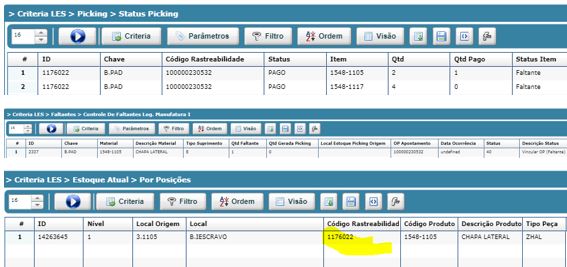 > Criteria LES > Picking > Status Picking
16 Criteria Parâmetros Filtro Ordem Visão
# ID Chave Código Rastreabilidade Status Item Qtd Qtd Pago Status Item
1 1176022 B.PAD 100000230532 PAGO 1548-1105 2 1 Faltante
2 1176022 B.PAD 100000230532 PAGO 1548-1117 4 0 Faltante
> Criteria LES > Faltantes > Controle De Faltantes Log. Manufatura I
16 Criteria Parâmetros Filtro Ordem Visão
# ID Chave Material Descrição Material Tipo Suprimento Qtd Faltante Qtd Gerada Picking Local Estoque Picking Origem OP Apontamento Data Ocorrência Status Descrição Status
1 2337 B.PAD 1548-1105 CHAPA LATERAL 1 0 100000230532 undefined 40 Vincular OP (Faltante)
> Criteria LES > Estoque Atual > Por Posições
16 Criteria Filtro Ordem Visão
# ID Nível Local Origem Local Código Rastreabilidad Código Produto Descrição Produto Tipo Peça
1 14263645 1 3.1105 B.IESCRAVO 1176022 1548-1105 CHAPA LATERAL ZHAL